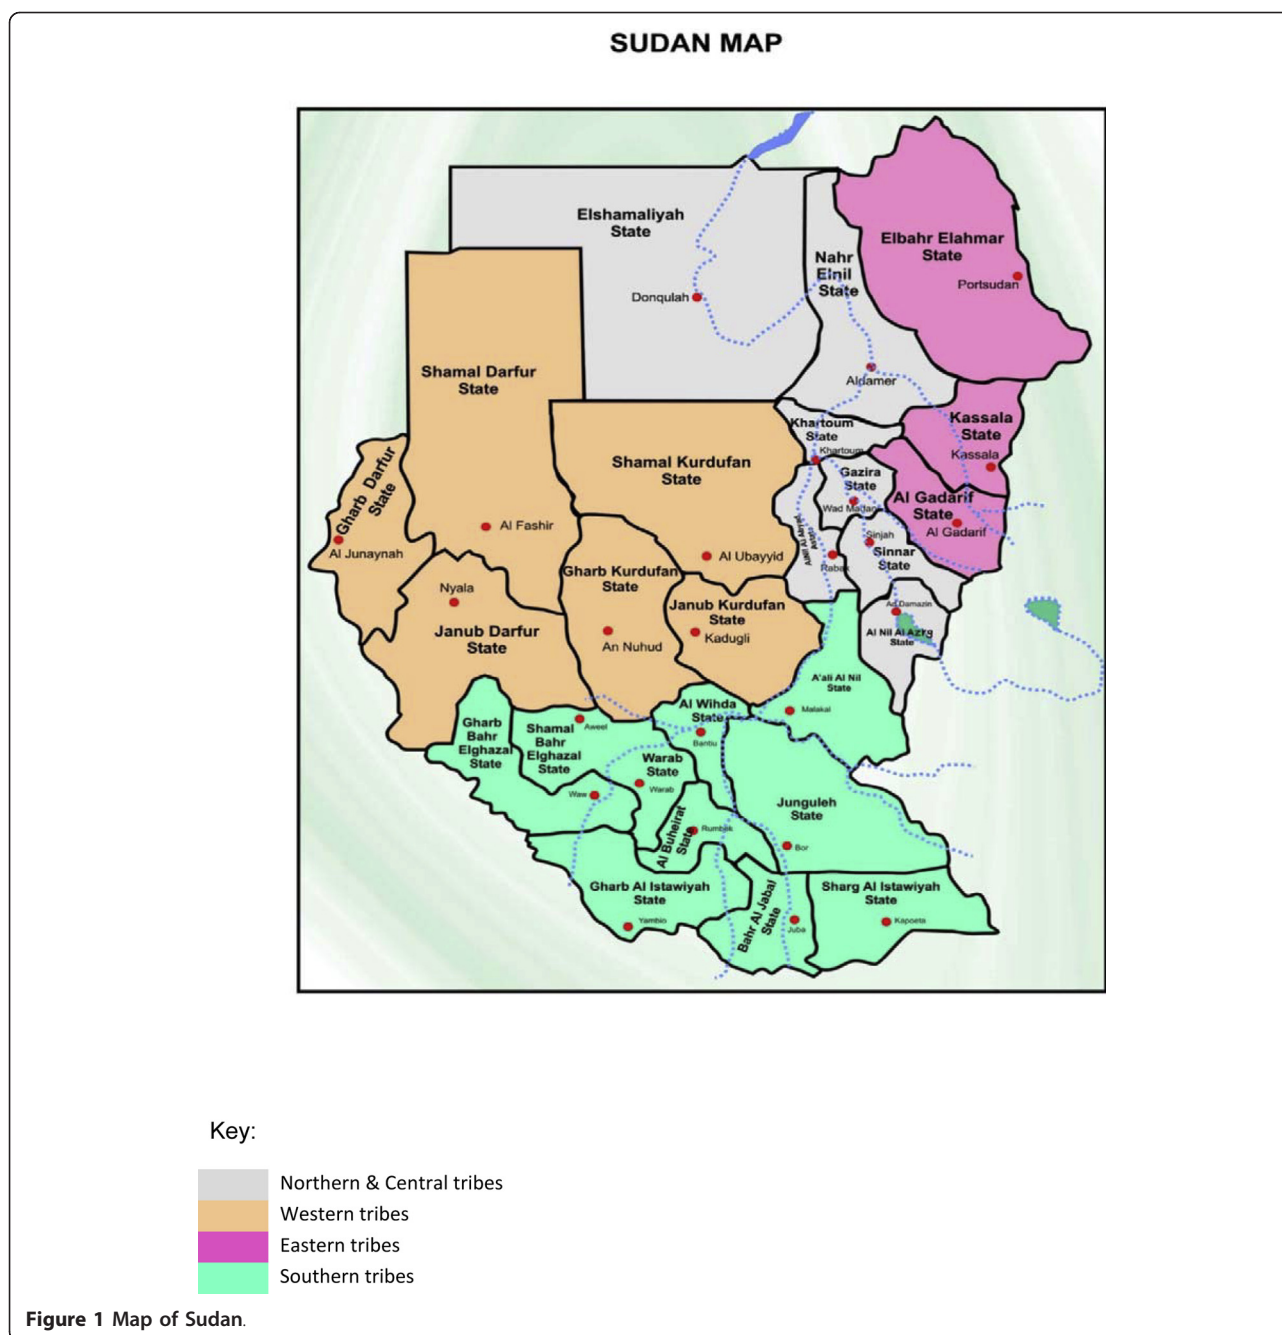 SUDAN MAP
Elshamaliyah
State
Donqulah
Nahr
Elnil
State
Aldamer
Elbahr Elahmar
State
Portsudan
Shamal Darfur
State
Al Fashir
Gharb Darfur
State
Al Junaynah
Shamal Kurdufan
State
Al Ubayyid
Khartoum
State
Khartoum
Kassala
State
Kassala
Gazira
State
Wad Madani
Al Gadarif
State
Al Gadarif
Rabak
Sinjah
Sinnar
State
Ad Damazin
Al Nil Al Azrg
State
Gharb Kurdufan
State
An Nuhud
Janub Kurdufan
State
Kadugli
Nyala
Janub Darfur
State
A'ali Al Nil
State
Malakal
Al Wihda
State
Bantiu
Gharb
Bahr
Elghazal
State
Shamal
Bahr
Elghazal
State
Aweel
Waw
Warab
State
Warab
Junguleh
State
Bor
Al Buheirat
State
Rumbek
Gharb Al Istawiyah
State
Yambio
Bahr Al Jabal
State
Juba
Sharg Al Istawiyah
State
Kapoeta
Key:
Northern & Central tribes
Western tribes
Eastern tribes
Southern tribes
Figure 1 Map of Sudan.